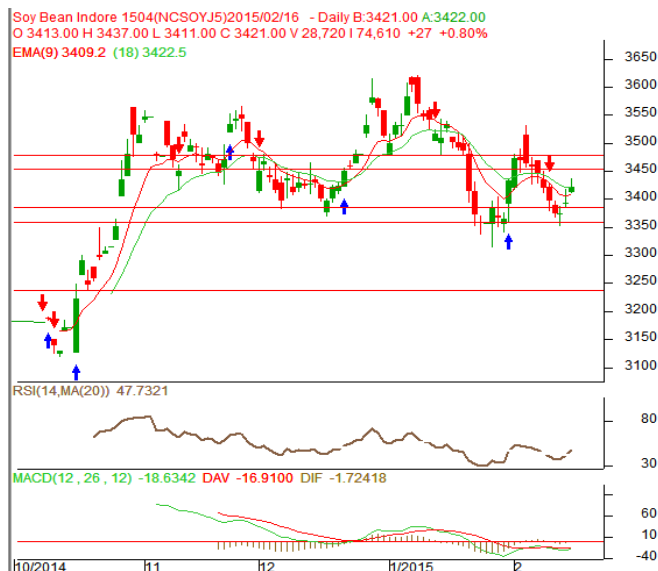 Soy Bean Indore 1504(NCSOYJ5)2015/02/16 - Daily B:3421.00 A:3422.00
O 3413.00 H 3437.00 L 3411.00 C 3421.00 V 28,720 I 74,610 +27 +0.80%
EMA(9) 3409.2 (18) 3422.5
3650
3600
3550
3500
3450
3400
3350
3300
3250
3200
3150
3100
RSI(14,MA(20)) 47.7321
80
30
MACD(12 , 26 , 12) -18.6342 DAV -16.9100 DIF -1.72418
60
10
-40
10/2014 11 12 1/2015 2